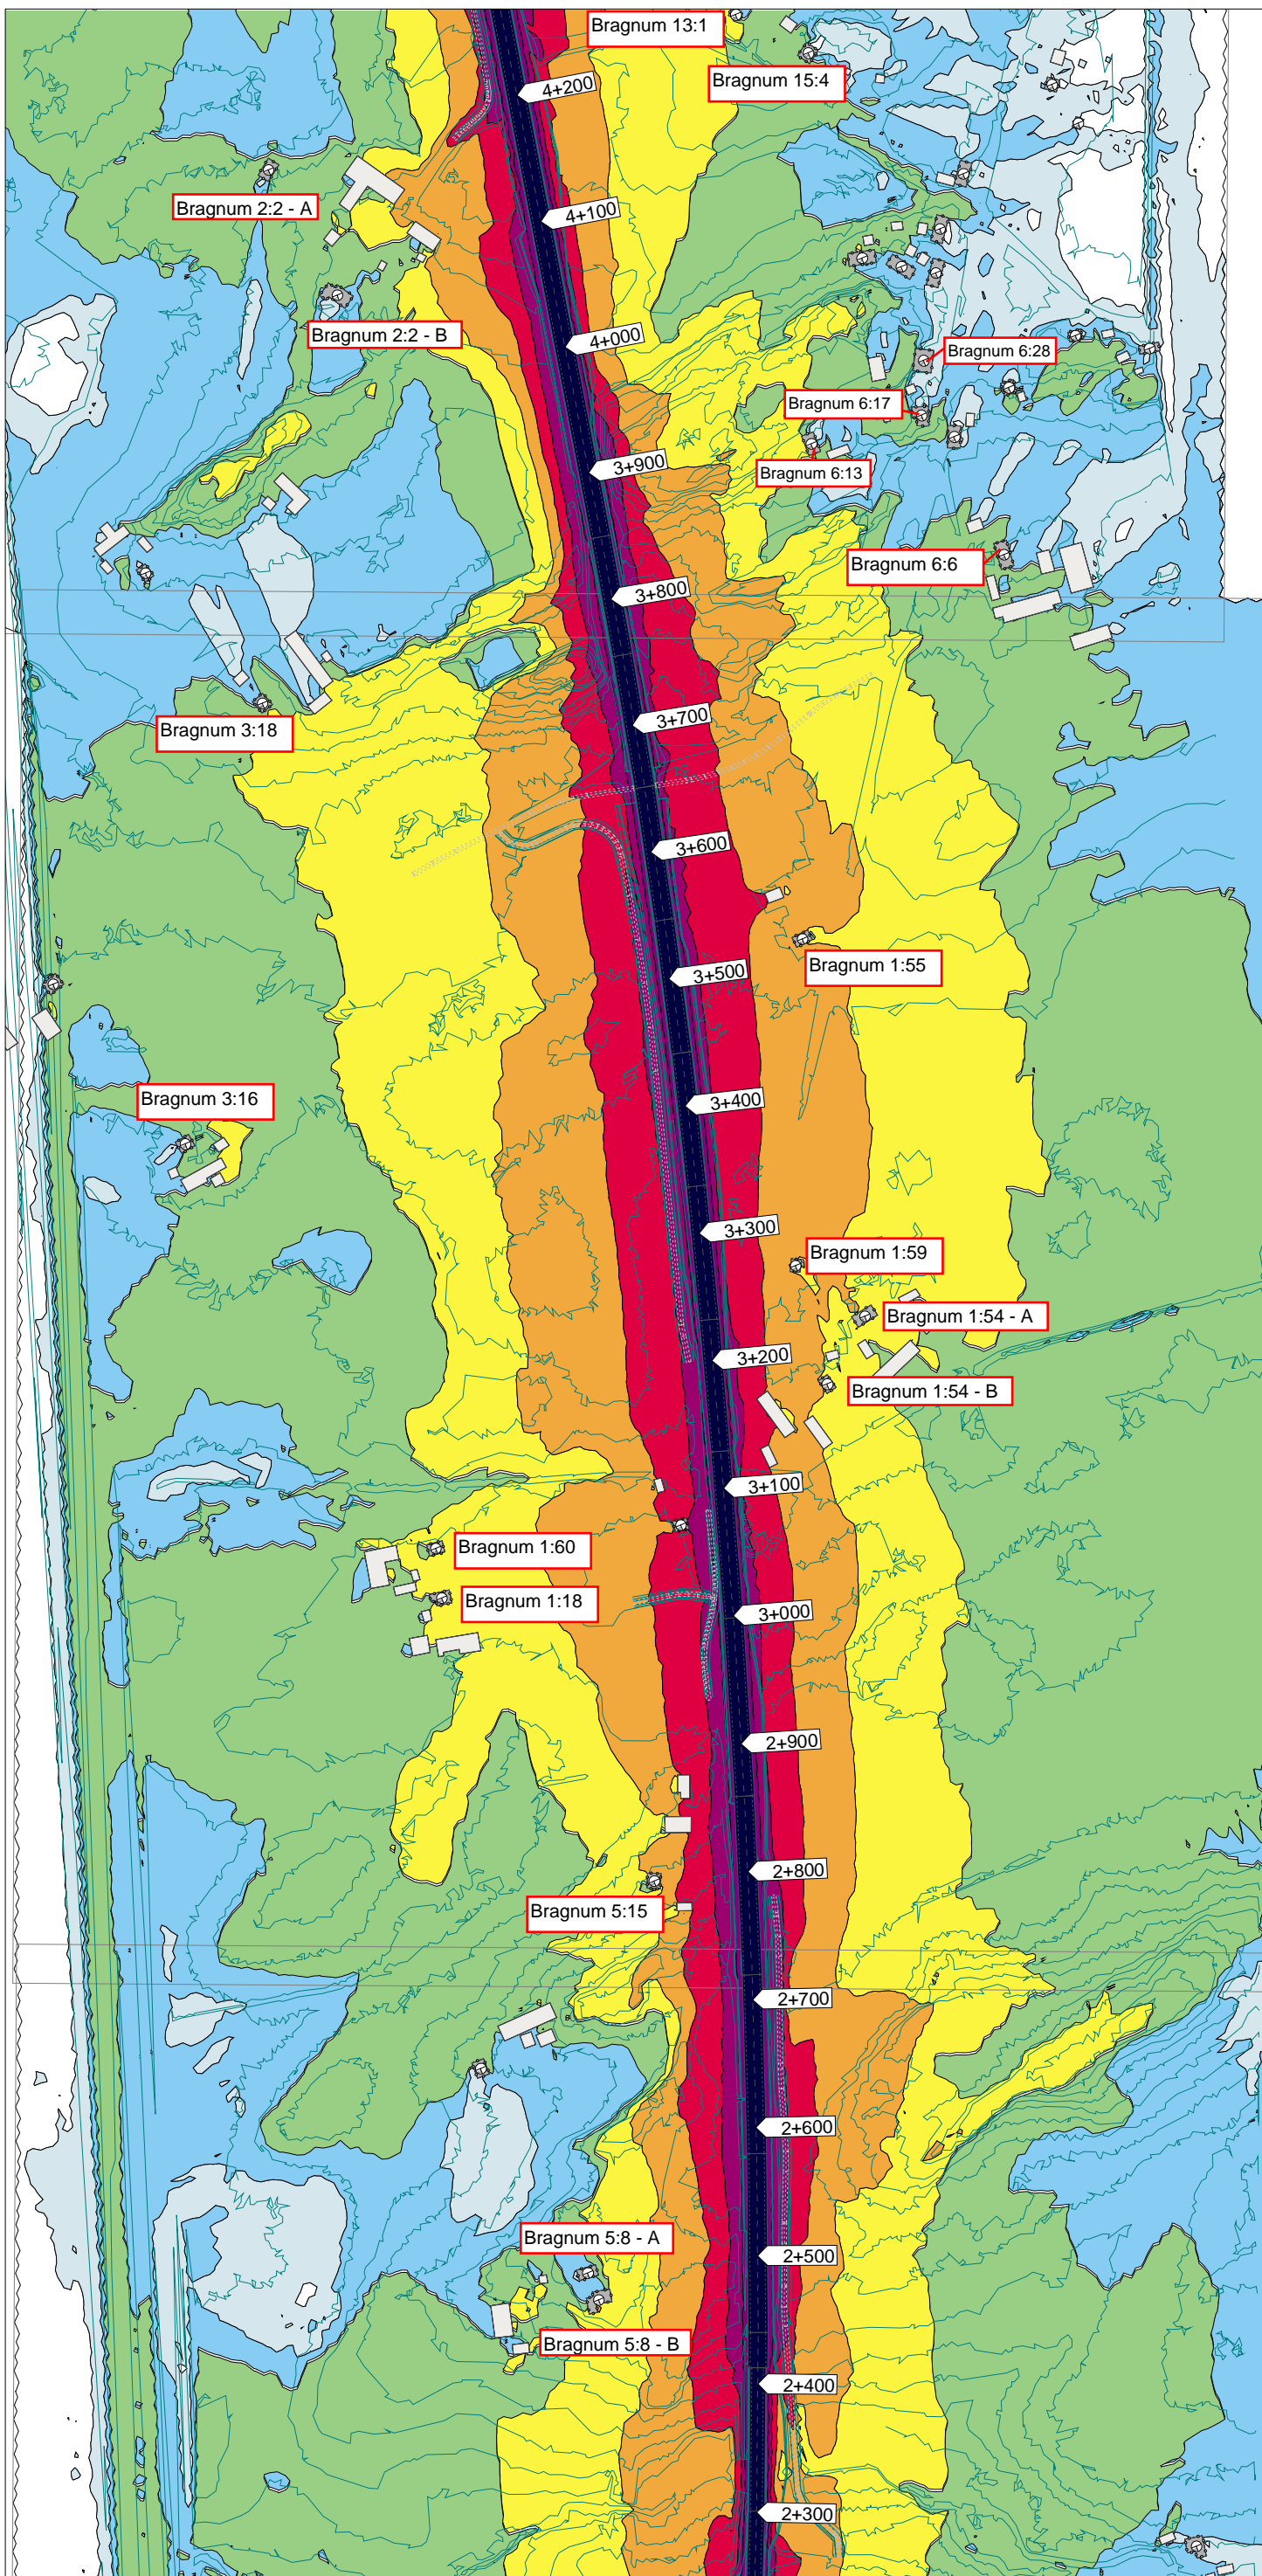 Bragnum 13:1
Bragnum 15:4
4+200
Bragnum 2:2 - A
4+100
Bragnum 2:2 - B
4+000
Bragnum 6:28
Bragnum 6:17
3+900
Bragnum 6:13
Bragnum 6:6
3+800
3+700
Bragnum 3:18
3+600
Bragnum 1:55
3+500
Bragnum 3:16
3+400
3+300
Bragnum 1:59
Bragnum 1:54 - A
3+200
Bragnum 1:54 - B
3+100
Bragnum 1:60
Bragnum 1:18
3+000
2+900
2+800
Bragnum 5:15
2+700
2+600
Bragnum 5:8 - A
2+500
Bragnum 5:8 - B
2+400
2+300